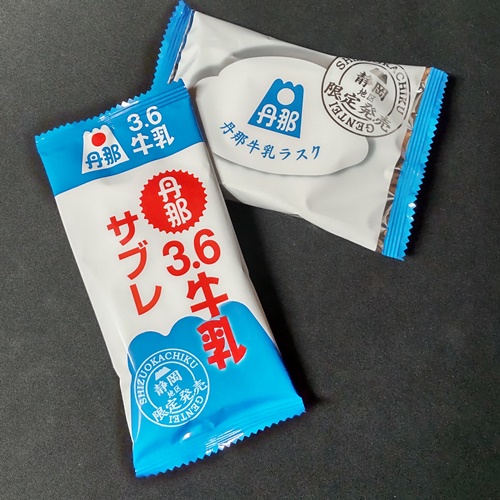 丹那
3.6
牛乳
丹那
3.6牛乳
サブレ
SHIZUOKACHIKU
静岡
地区
限定発売
GENTEI
丹那
丹那牛乳ラスク
SHIZUOKACHIKU
静岡
地区
限定発売
GENTEI